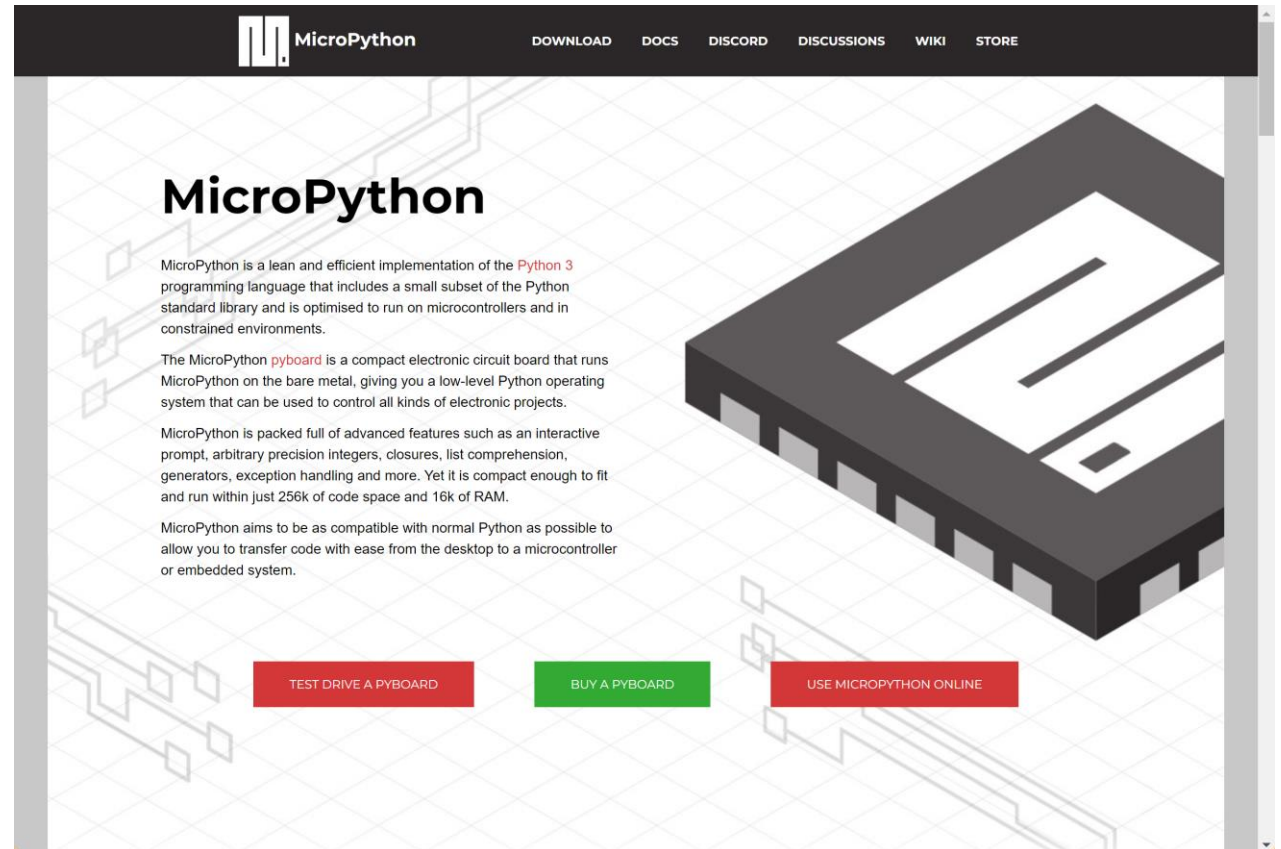 MicroPython
DOWNLOAD DOCS DISCORD DISCUSSIONS WIKI STORE
MicroPython
MicroPython is a lean and efficient implementation of the Python 3
programming language that includes a small subset of the Python
standard library and is optimised to run on microcontrollers and in
constrained environments.
The MicroPython pyboard is a compact electronic circuit board that runs
MicroPython on the bare metal, giving you a low-level Python operating
system that can be used to control all kinds of electronic projects.
MicroPython is packed full of advanced features such as an interactive
prompt, arbitrary precision integers, closures, list comprehension,
generators, exception handling and more. Yet it is compact enough to fit
and run within just 256k of code space and 16k of RAM.
MicroPython aims to be as compatible with normal Python as possible to
allow you to transfer code with ease from the desktop to a microcontroller
or embedded system.
TEST DRIVE A PYBOARD
BUY A PYBOARD
USE MICROPYTHON ONLINE